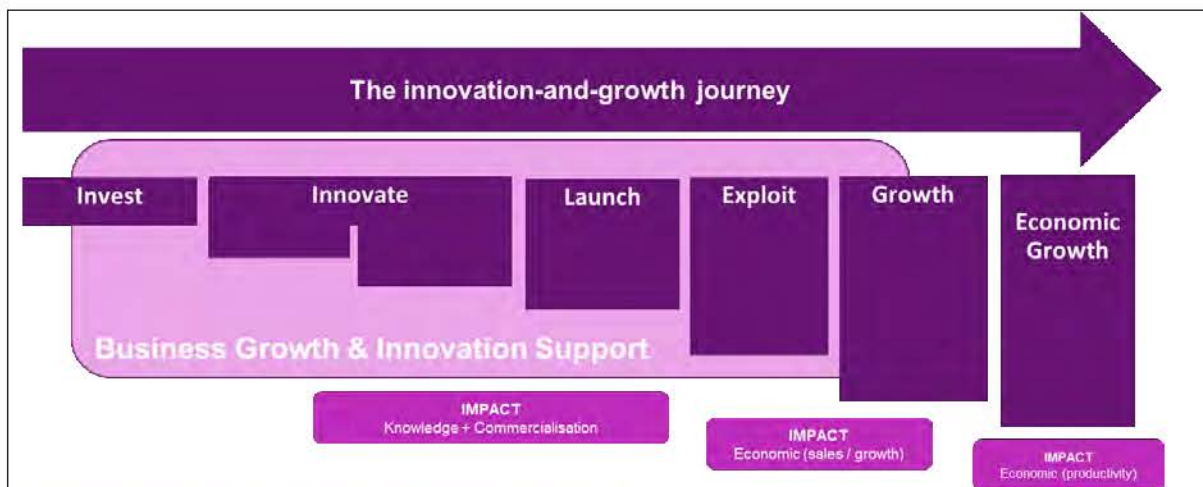 The innovation-and-growth journey
Invest
Innovate
Launch
Exploit
Growth
Economic
Growth
Business Growth & Innovation Support
IMPACT
Knowledge + Commercialisation
IMPACT
Economic (sales / growth)
IMPACT
Economic (productivity)